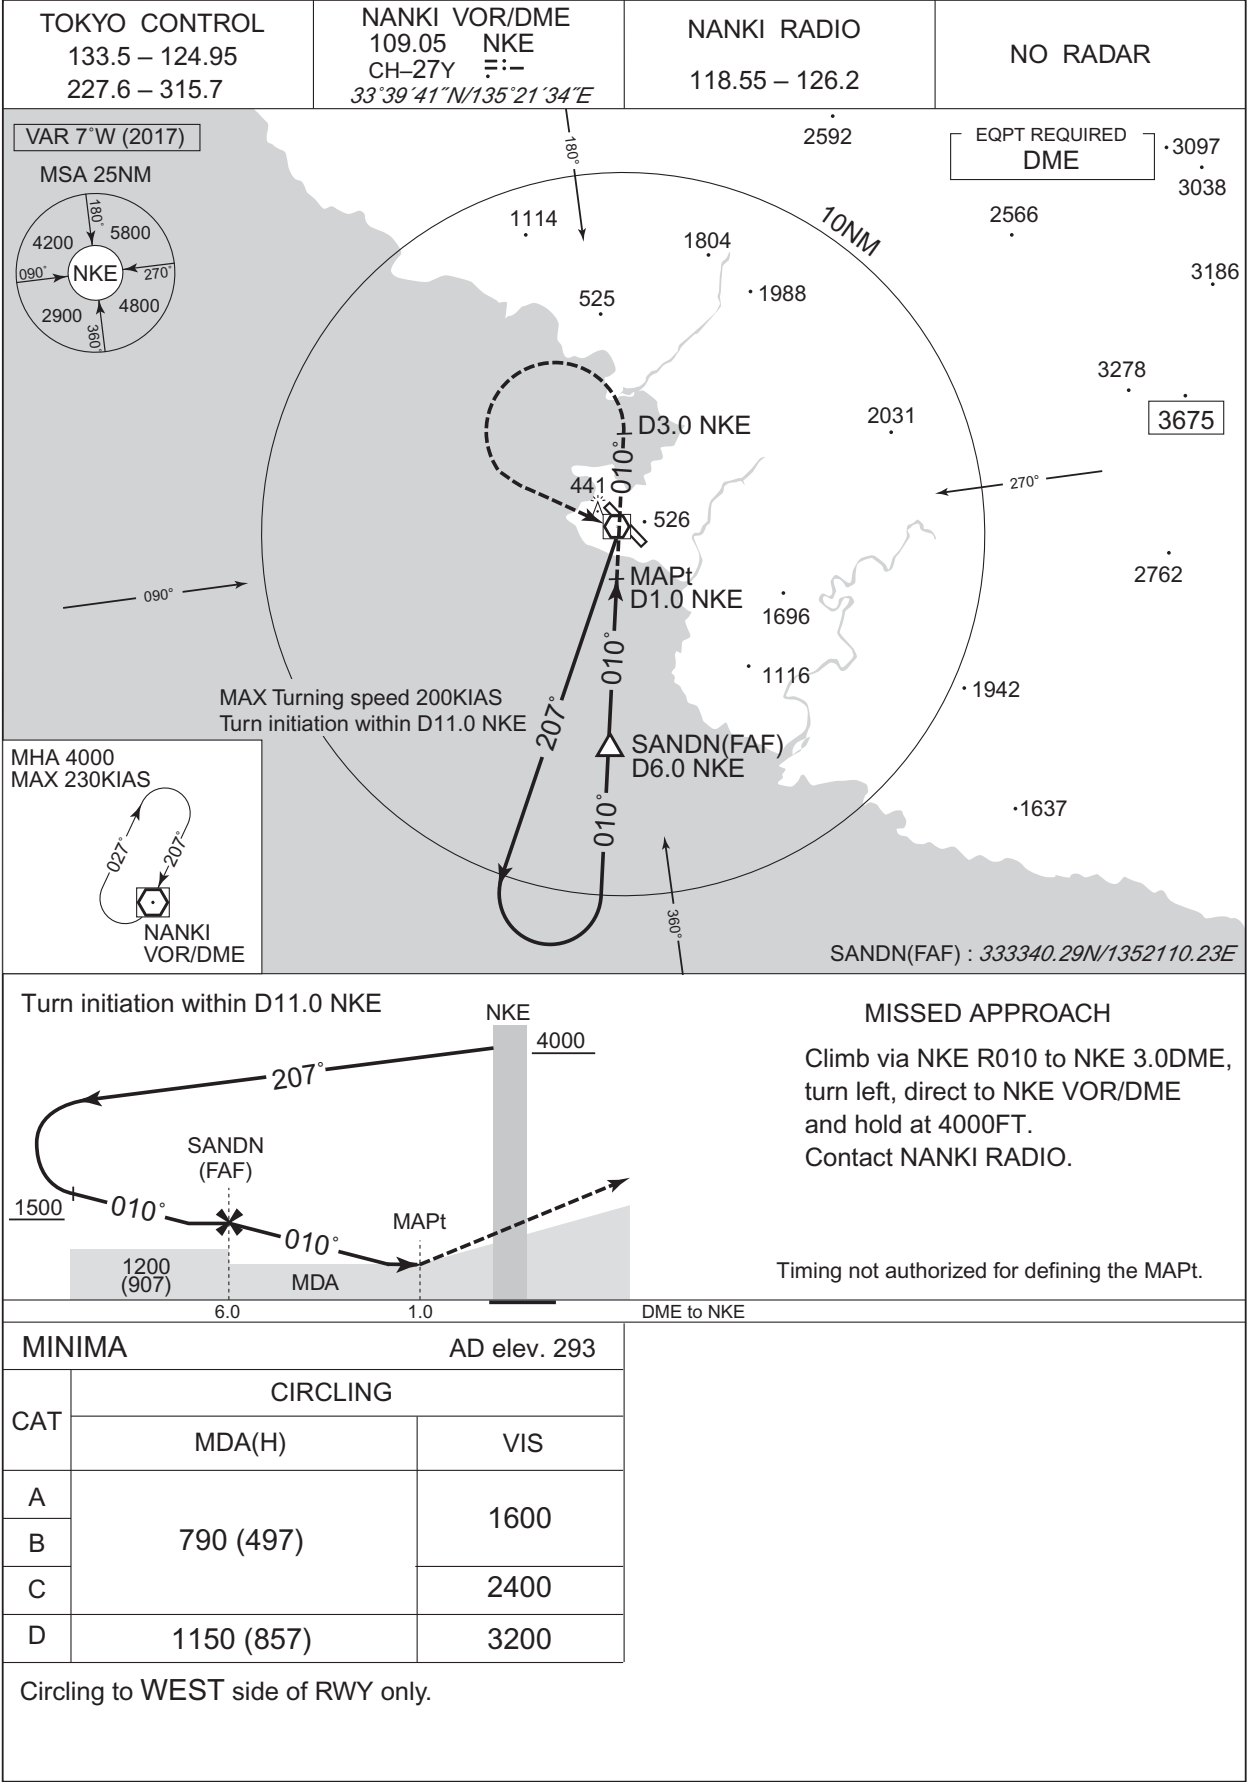 TOKYO CONTROL
133.5 – 124.95
227.6 – 315.7
NANKI VOR/DME
109.05 NKE
CH–27Y
33°39´41˝N/135°21´34˝E
NANKI RADIO
118.55 – 126.2
NO RADAR
VAR 7°W (2017)
MSA 25NM
180°
4200
5800
090°
NKE
270°
2900
4800
360°
180°
2592
EQPT REQUIRED
DME
3097
3038
1114
2566
10NM
1804
3186
525
1988
3278
3675
2031
D3.0 NKE
010°
441
270°
526
2762
MAPt
D1.0 NKE
090°
1696
010°
1116
1942
MAX Turning speed 200KIAS
Turn initiation within D11.0 NKE
207°
SANDN(FAF)
D6.0 NKE
010°
1637
MHA 4000
MAX 230KIAS
027°
207°
NANKI
VOR/DME
360°
SANDN(FAF) : 333340.29N/1352110.23E
Turn initiation within D11.0 NKE
NKE
4000
207°
SANDN
(FAF)
1500
010°
MAPt
010°
1200
(907)
MDA
6.0
1.0
DME to NKE
MISSED APPROACH
Climb via NKE R010 to NKE 3.0DME,
turn left, direct to NKE VOR/DME
and hold at 4000FT.
Contact NANKI RADIO.
Timing not authorized for defining the MAPt.
MINIMA
AD elev. 293
CAT
CIRCLING
MDA(H)
VIS
A
B
C
D
790 (497)
1600
2400
1150 (857)
3200
Circling to WEST side of RWY only.